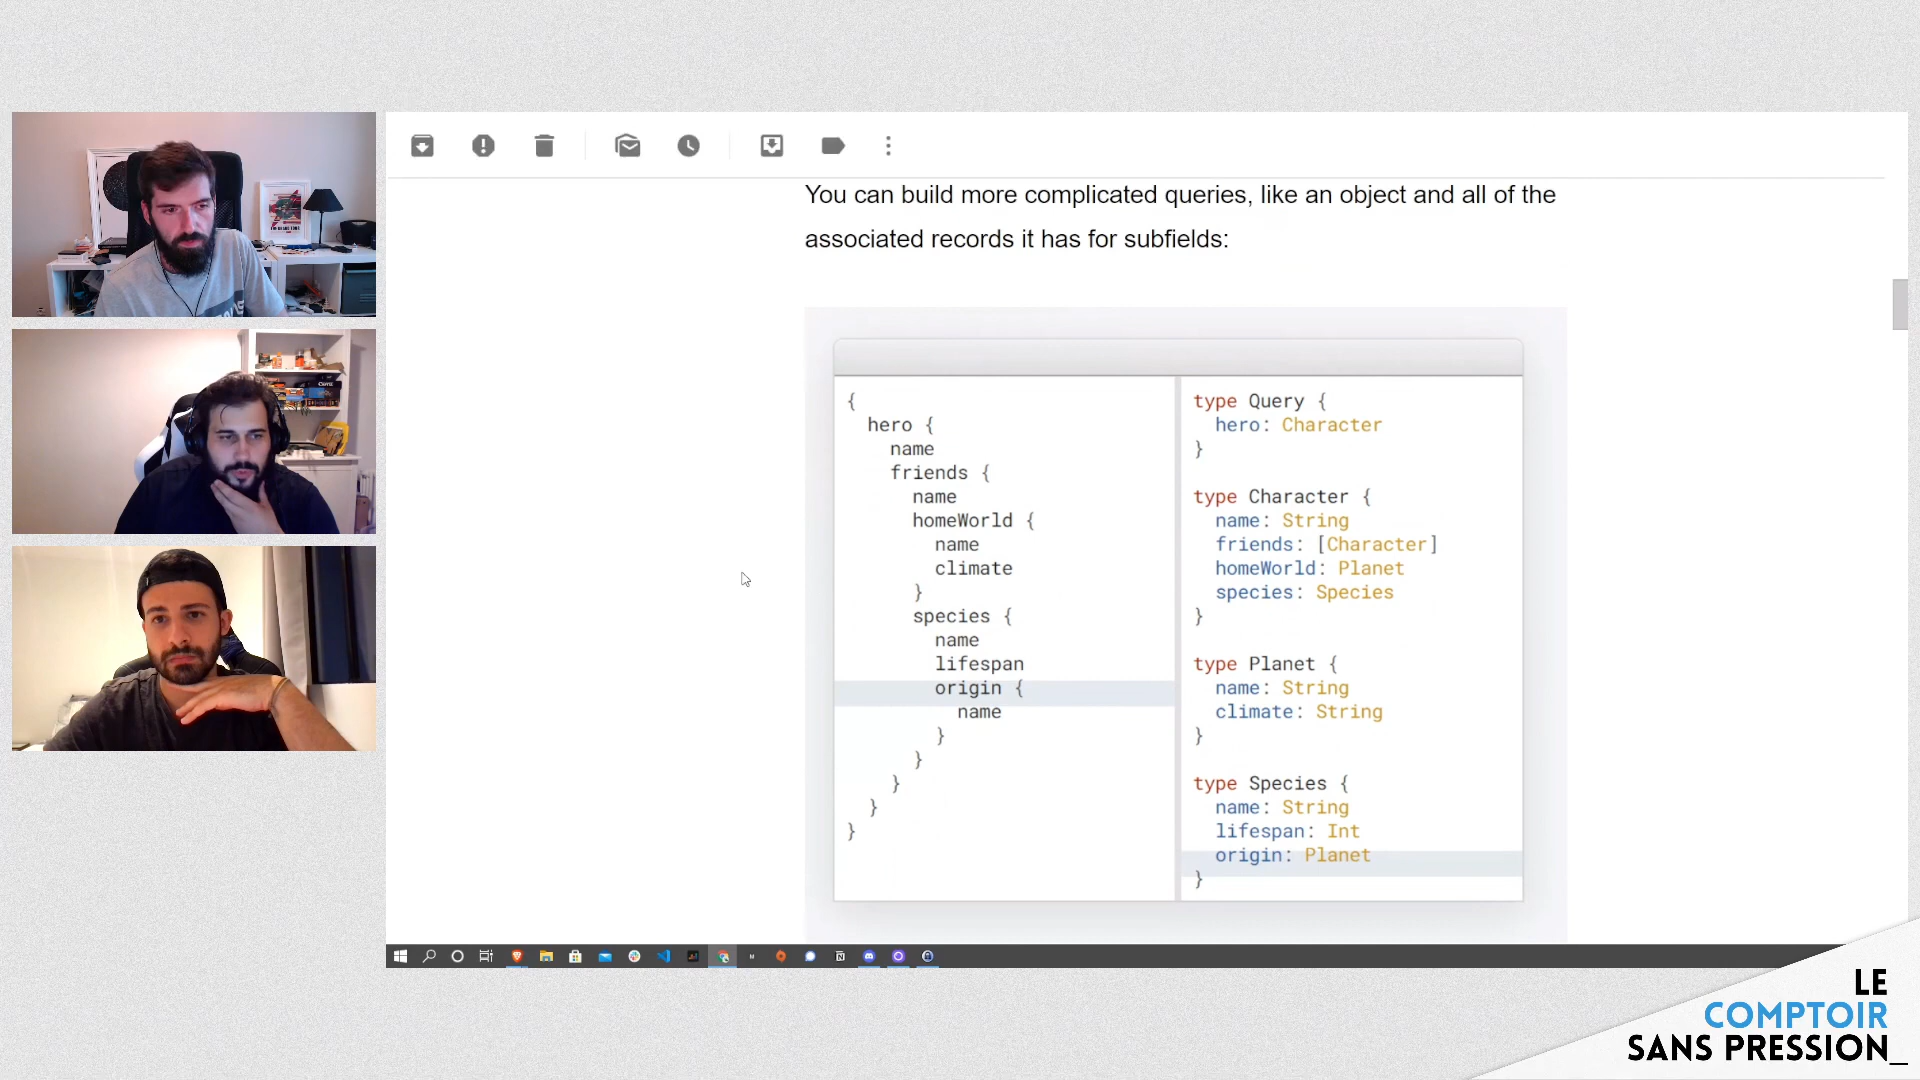 You can build more complicated queries, like an object and all of the
associated records it has for subfields:
{
hero {
name
friends {
name
homeWorld {
name
climate
}
species {
name
lifespan
origin {
name
}
}
}
}
}
type Query {
hero: Character
}
type Character {
name: String
friends: [Character]
homeWorld: Planet
species: Species
}
type Planet {
name: String
climate: String
}
type Species {
name: String
lifespan: Int
origin: Planet
}
LE
COMPTOIR
SANS PRESSION_